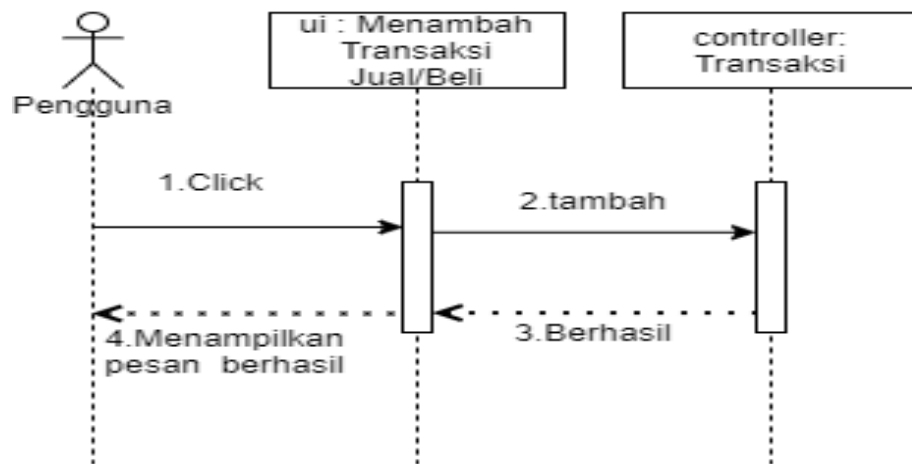 ui : Menambah
Transaksi
Jual/Beli
controller:
Transaksi
Pengguna
1.Click
2.tambah
3.Berhasil
4.Menampilkan
pesan berhasil